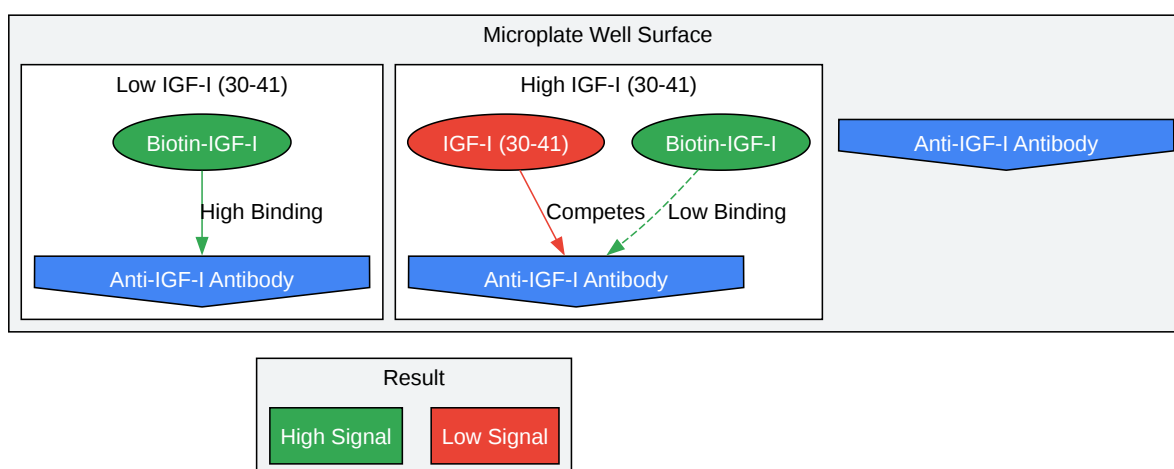 Microplate Well Surface
Low IGF-I (30-41)
Biotin-IGF-I
High Binding
Anti-IGF-I Antibody
High IGF-I (30-41)
IGF-I (30-41)
Biotin-IGF-I
Competes
Low Binding
Anti-IGF-I Antibody
Anti-IGF-I Antibody
Result
High Signal
Low Signal